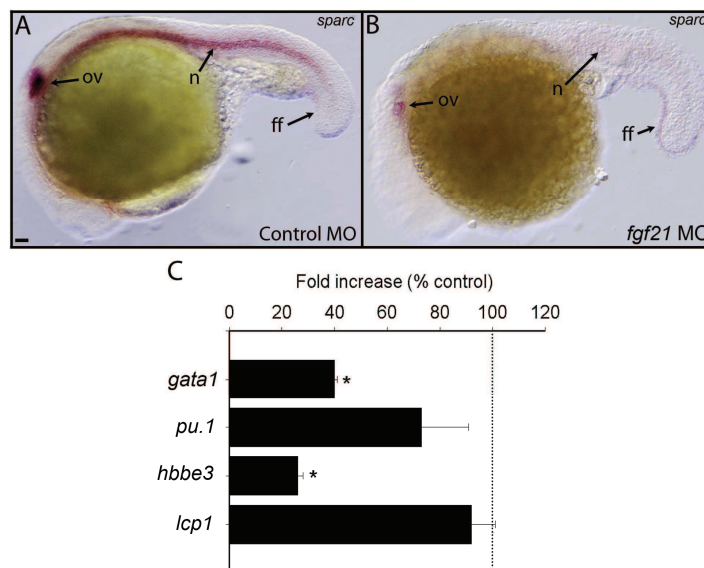 A
sparc
ov
n
ff
Control MO
B
sparc
ov
n
ff
fgf21 MO
C
Fold increase (% control)
0 20 40 60 80 100 120
gata1 *
pu.1
hbbe3 *
lcp1